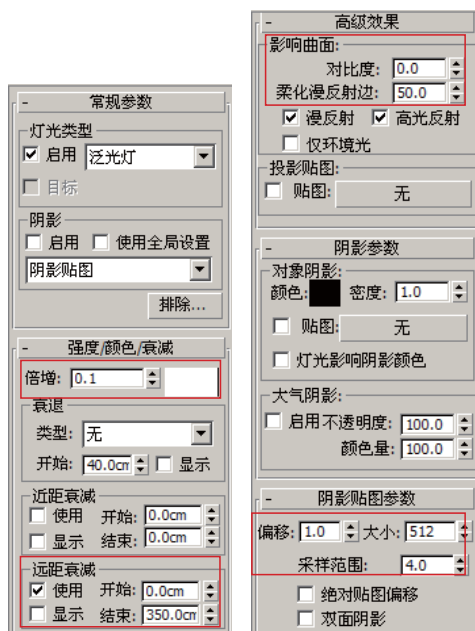 - 常规参数
灯光类型
启用 泛光灯
目标
阴影
启用 使用全局设置
阴影贴图
排除...
- 强度/颜色/衰减
倍增: 0.1
衰退
类型: 无
开始: 40.0cm 显示
近距衰减
使用 开始: 0.0cm
显示 结束: 0.0cm
远距衰减
使用 开始: 0.0cm
显示 结束: 350.0cm
- 高级效果
影响曲面:
对比度: 0.0
柔化漫反射边: 50.0
漫反射 高光反射
仅环境光
投影贴图:
贴图: 无
- 阴影参数
对象阴影:
颜色: 密度: 1.0
贴图: 无
灯光影响阴影颜色
大气阴影:
启用不透明度: 100.0
颜色量: 100.0
- 阴影贴图参数
偏移: 1.0 大小: 512
采样范围: 4.0
绝对贴图偏移
双面阴影